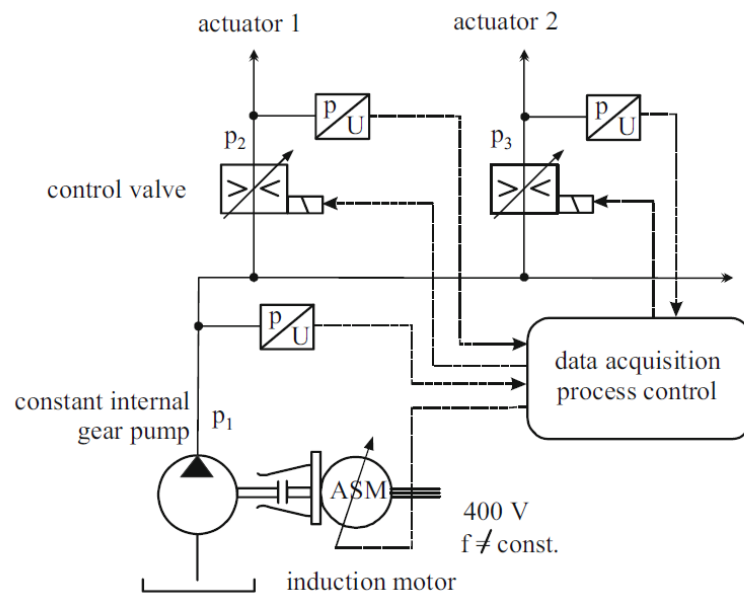 actuator 1
actuator 2
p
U
p
U
p₂
p₃
control valve
p
U
data acquisition
process control
constant internal
gear pump
p₁
ASM
400 V
f ≠ const.
induction motor